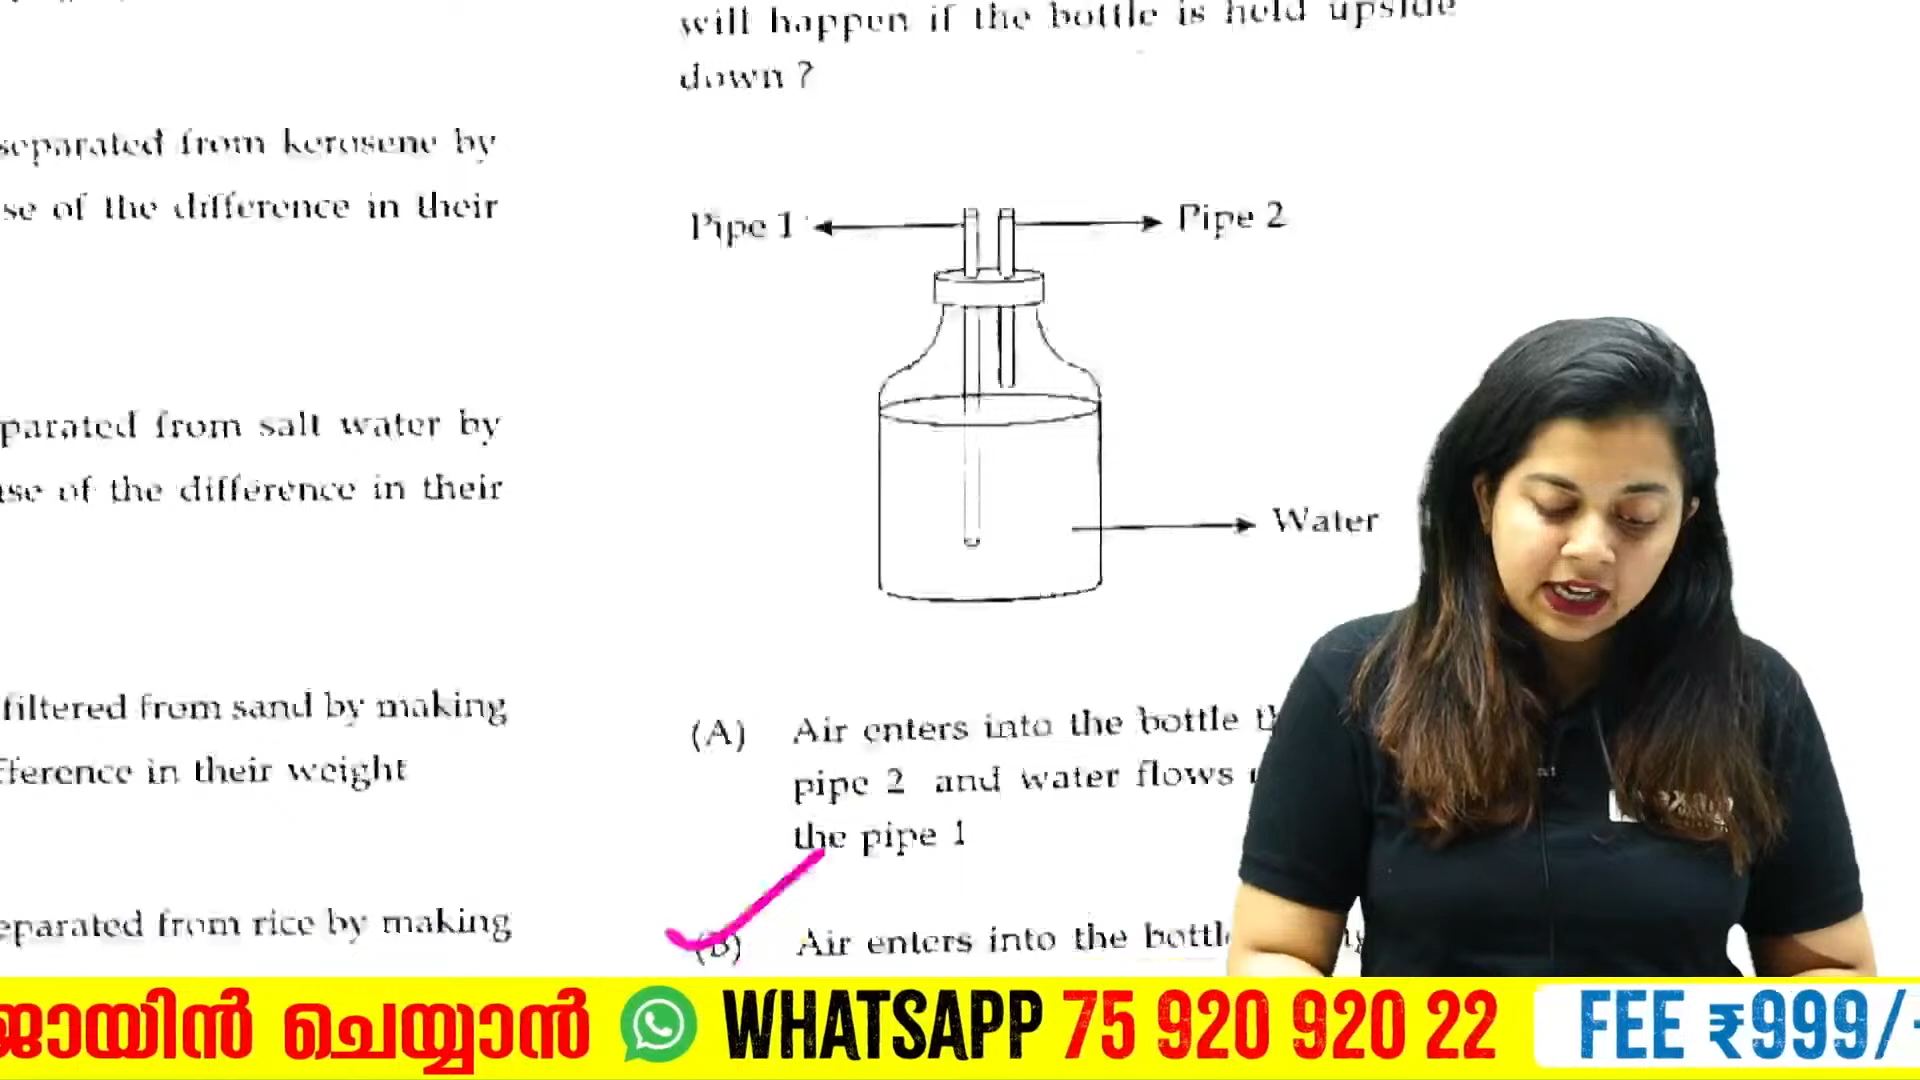 will happen if the bottle is held upside
down ?
separated from kerosene by
se of the difference in their
Pipe 1
Pipe 2
parated from salt water by
use of the difference in their
Water
filtered from sand by making
fference in their weight
(A) Air enters into the bottle
pipe 2 and water flows
the pipe 1
eparated from rice by making
(B) Air enters into the bottle
ജോയിൻ ചെയ്യാൻ WHATSAPP 75 920 920 22 FEE ₹999/-